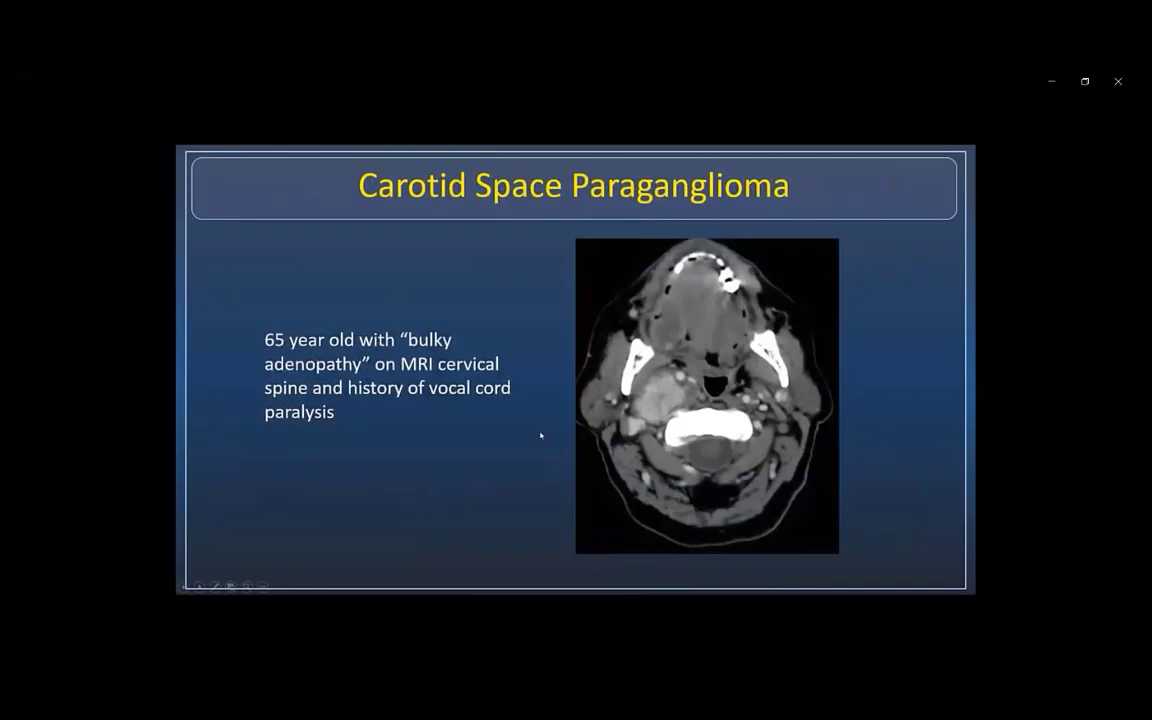 Carotid Space Paraganglioma
65 year old with “bulky
adenopathy” on MRI cervical
spine and history of vocal cord
paralysis